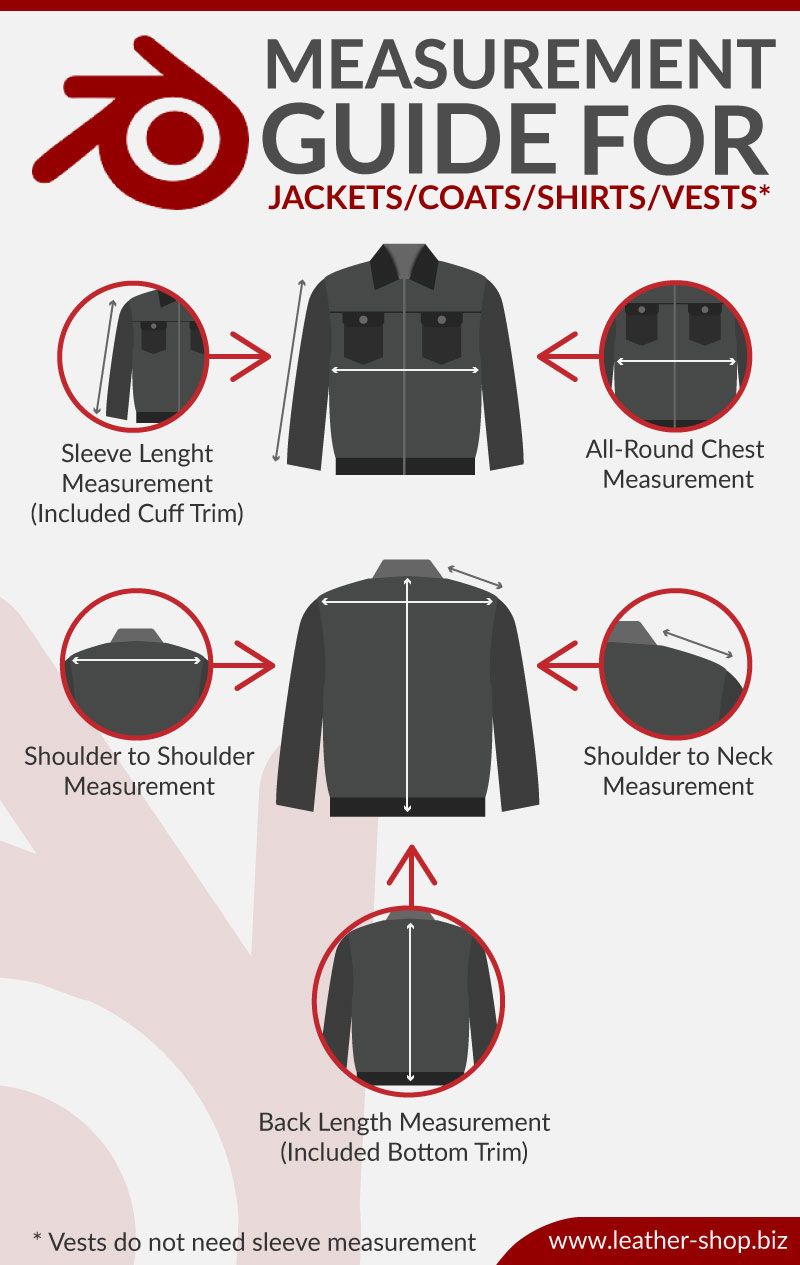 MEASUREMENT
GUIDE FOR
JACKETS/COATS/SHIRTS/VESTS*
Sleeve Lenght
Measurement
(Included Cuff Trim)
All-Round Chest
Measurement
Shoulder to Shoulder
Measurement
Shoulder to Neck
Measurement
Back Length Measurement
(Included Bottom Trim)
* Vests do not need sleeve measurement
www.leather-shop.biz